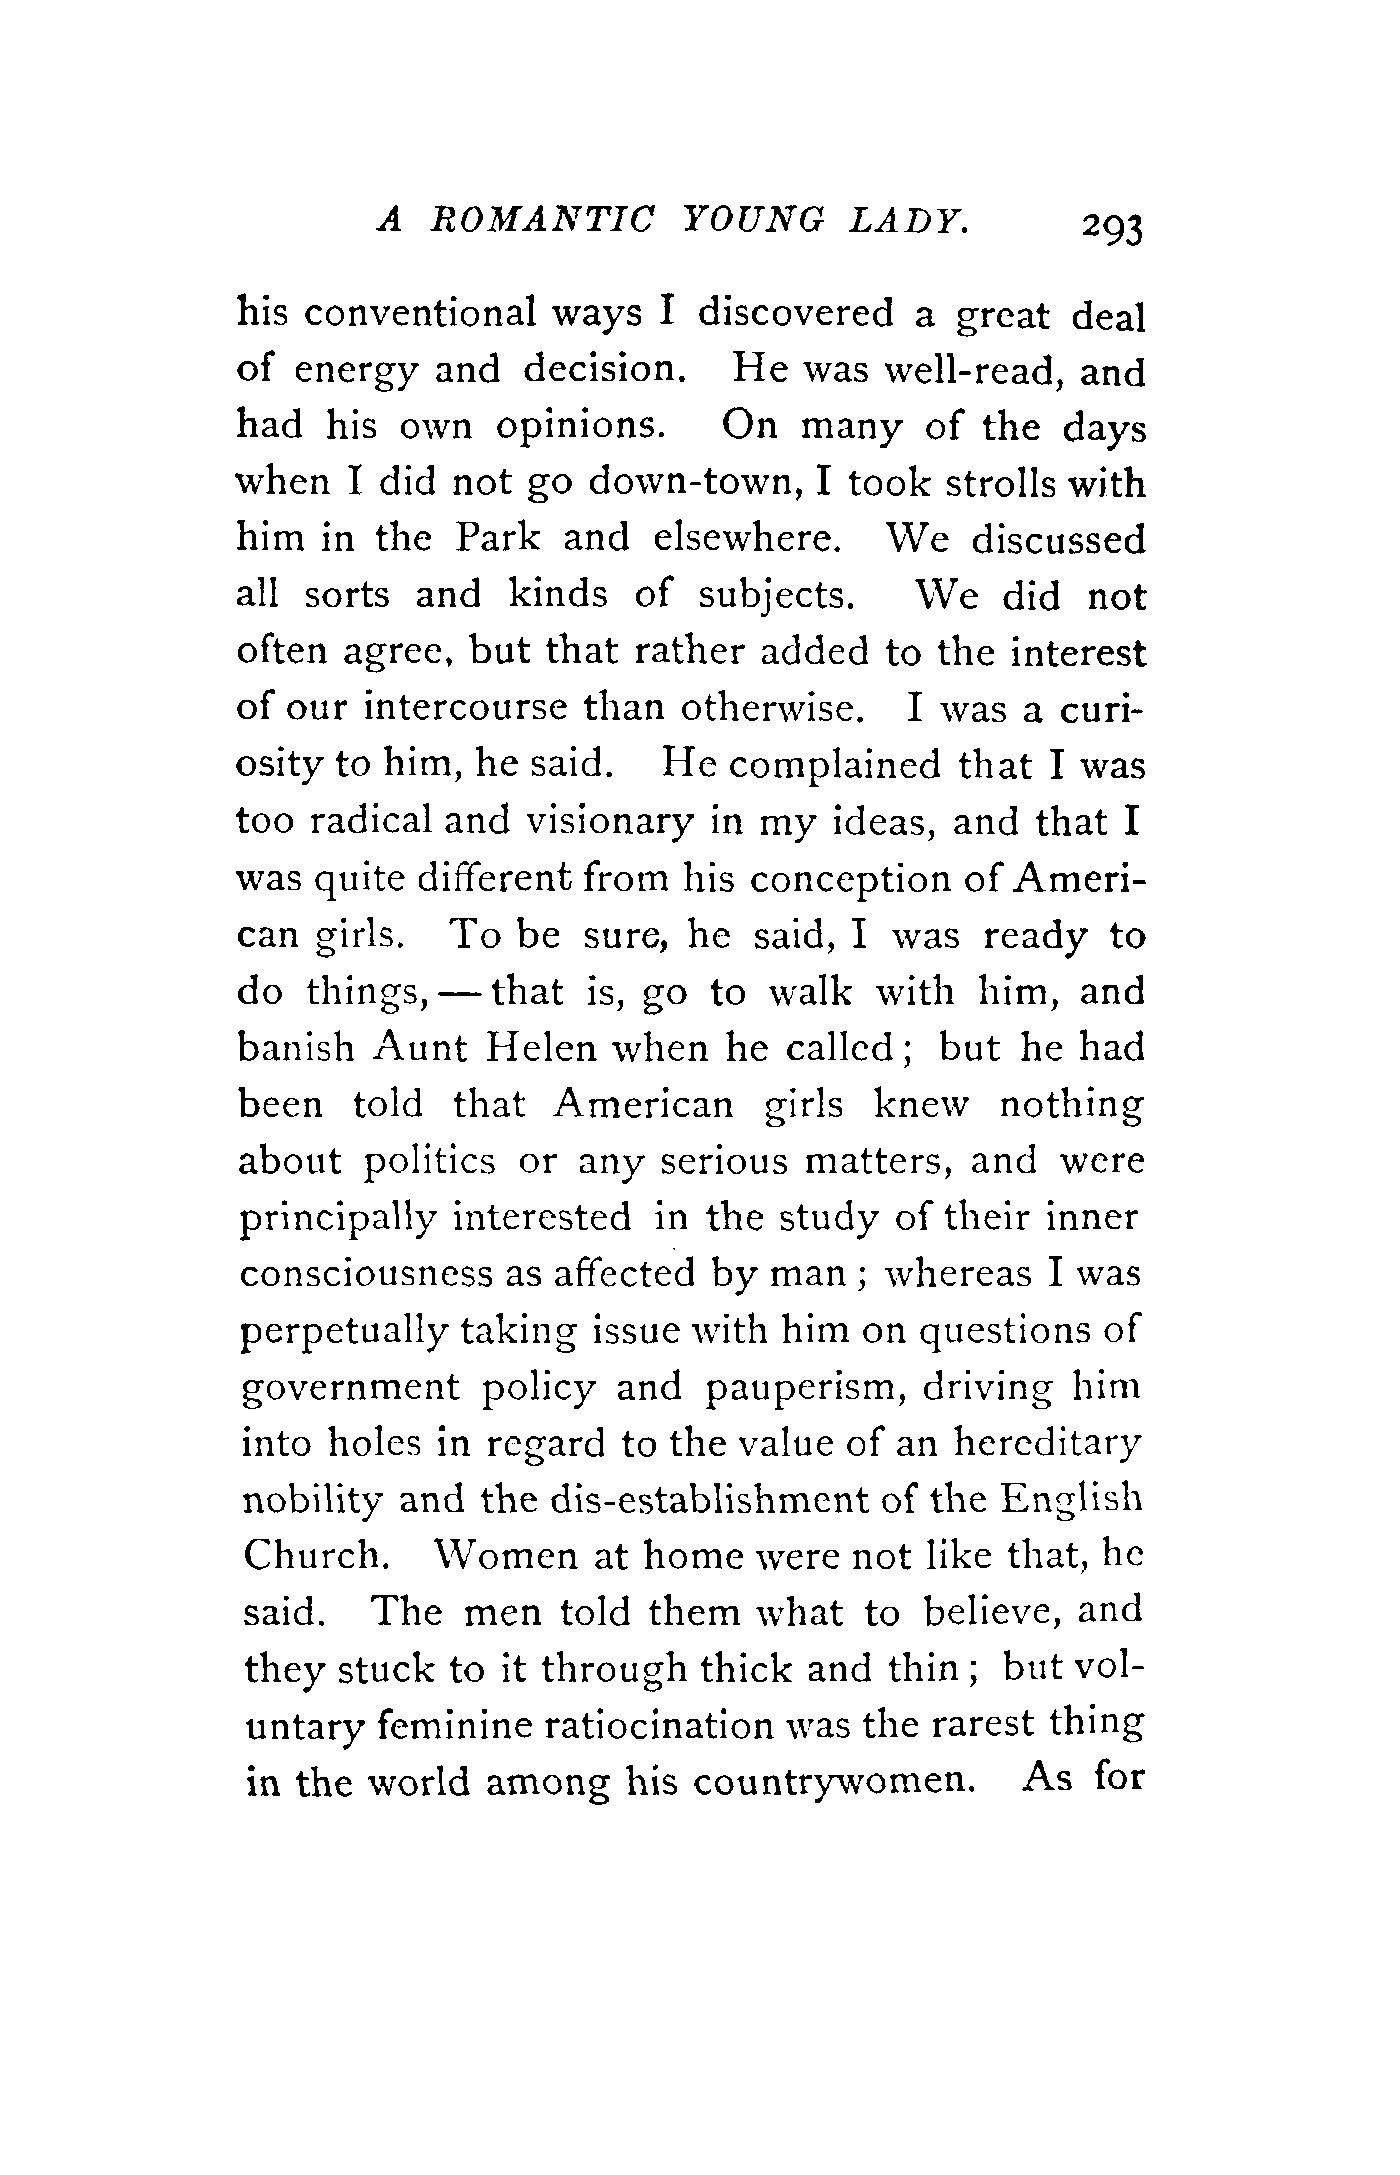 A ROMANTIC YOUNG LADY. 293
his conventional ways I discovered a great deal
of energy and decision. He was well-read, and
had his own opinions. On many of the days
when I did not go down-town, I took strolls with
him in the Park and elsewhere. We discussed
all sorts and kinds of subjects. We did not
often agree, but that rather added to the interest
of our intercourse than otherwise. I was a curi-
osity to him, he said. He complained that I was
too radical and visionary in my ideas, and that I
was quite different from his conception of Ameri-
can girls. To be sure, he said, I was ready to
do things, — that is, go to walk with him, and
banish Aunt Helen when he called; but he had
been told that American girls knew nothing
about politics or any serious matters, and were
principally interested in the study of their inner
consciousness as affected by man; whereas I was
perpetually taking issue with him on questions of
government policy and pauperism, driving him
into holes in regard to the value of an hereditary
nobility and the dis-establishment of the English
Church. Women at home were not like that, he
said. The men told them what to believe, and
they stuck to it through thick and thin; but vol-
untary feminine ratiocination was the rarest thing
in the world among his countrywomen. As for